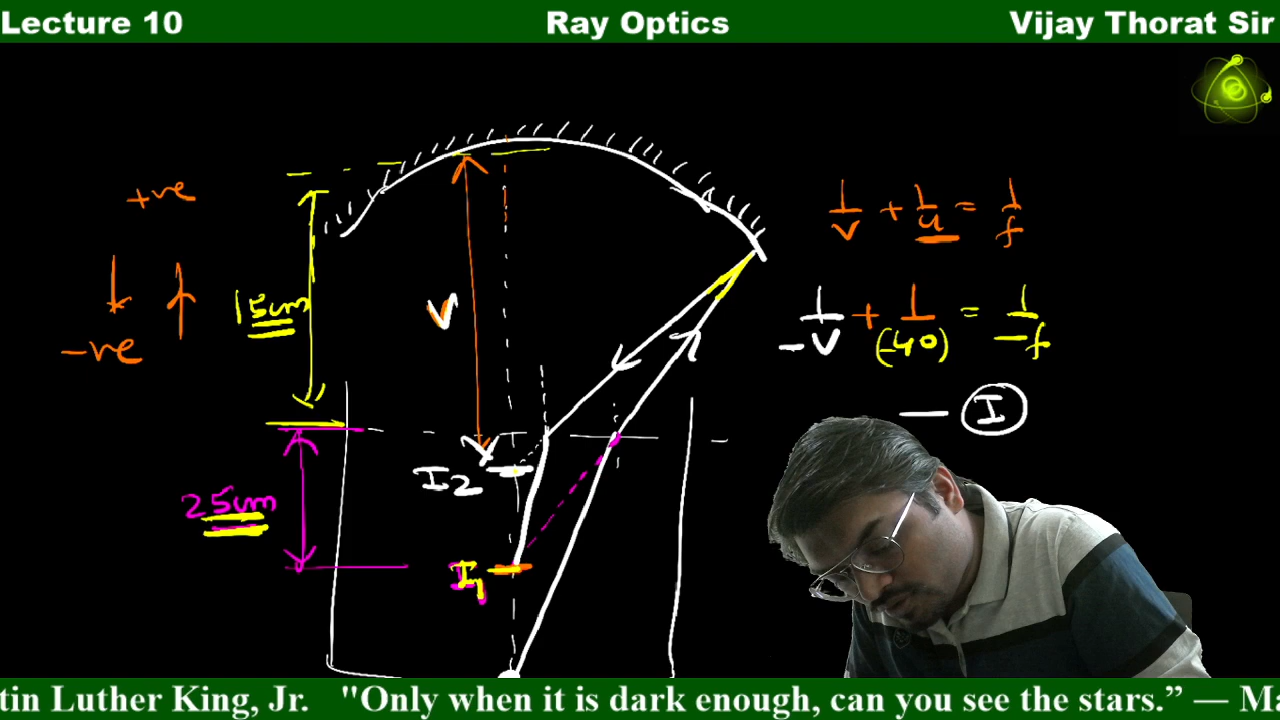 Lecture 10
Ray Optics
Vijay Thorat Sir
+ve
-ve
15cm
V
25cm
I2
I1
1/v + 1/u = 1/f
1/-v + 1/(-40) = 1/-f
— I
tin Luther King, Jr. "Only when it is dark enough, can you see the stars.” — Ma